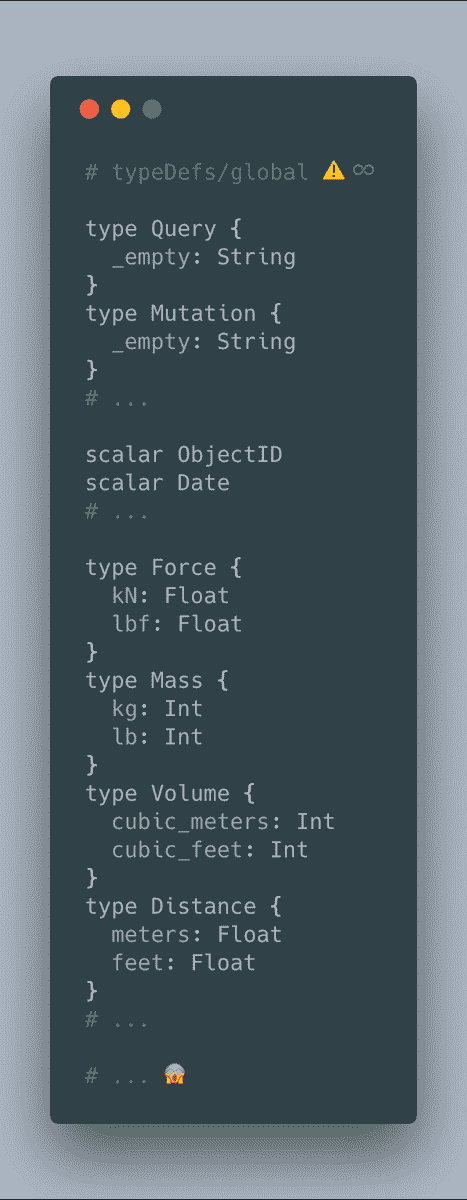 # typeDefs/global ⚠️ ♾
type Query {
  _empty: String
}
type Mutation {
  _empty: String
}
# ...
scalar ObjectID
scalar Date
# ...
type Force {
  kN: Float
  lbf: Float
}
type Mass {
  kg: Int
  lb: Int
}
type Volume {
  cubic_meters: Int
  cubic_feet: Int
}
type Distance {
  meters: Float
  feet: Float
}
# ...
# ... 😱